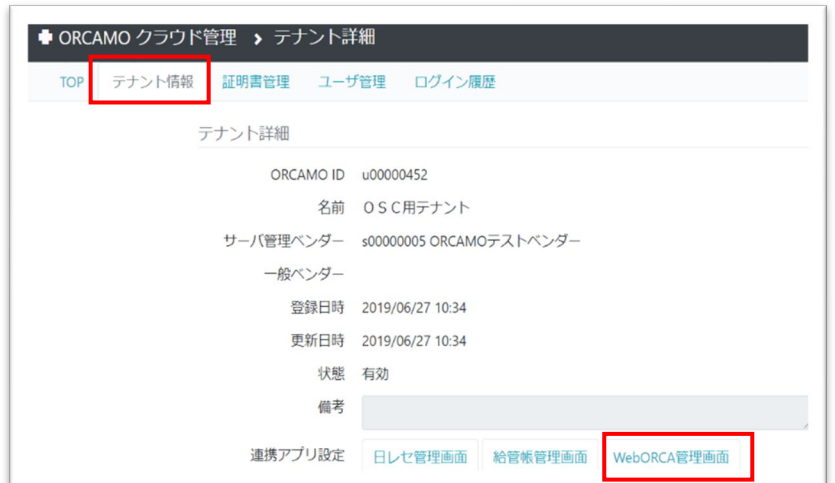 ORCAMO クラウド管理 > テナント詳細
TOP テナント情報 証明書管理 ユーザ管理 ログイン履歴
テナント詳細
ORCAMO ID u00000452
名前 OSC用テナント
サーバ管理ベンダー s00000005 ORCAMOテストベンダー
一般ベンダー
登録日時 2019/06/27 10:34
更新日時 2019/06/27 10:34
状態 有効
備考
連携アプリ設定 日レセ管理画面 給管帳管理画面 WebORCA管理画面